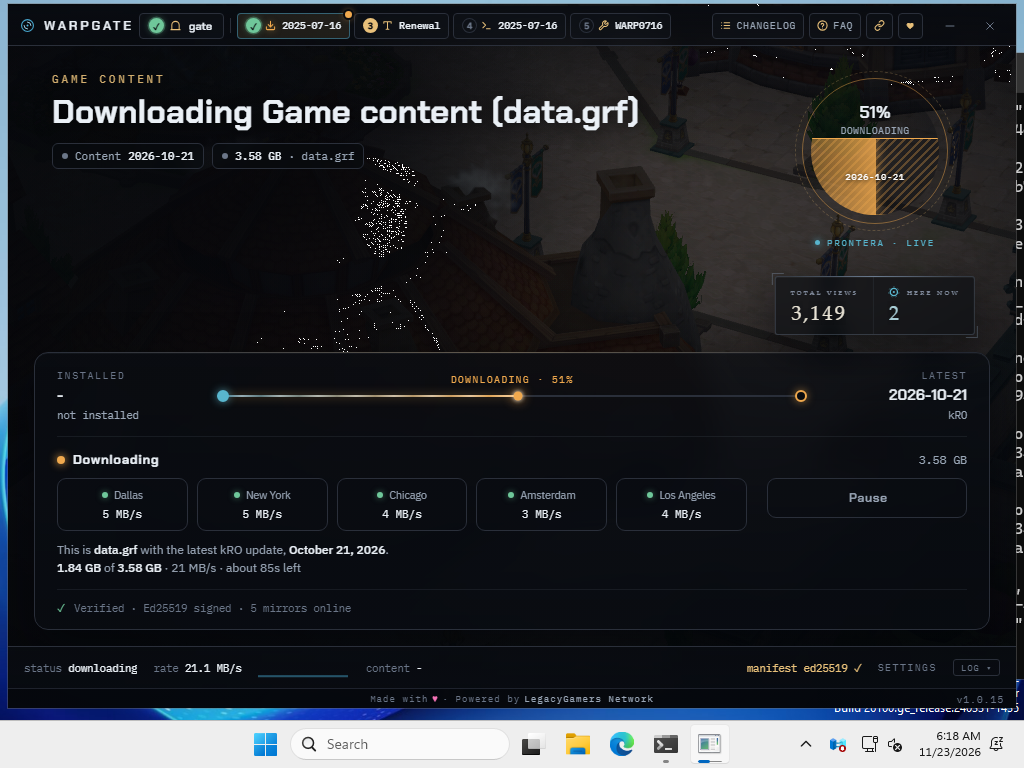 WARPGATE
gate
2025-07-16
3 Renewal
4 2025-07-16
5 WARP0716
CHANGELOG
FAQ
GAME CONTENT
Downloading Game content (data.grf)
Content 2026-10-21
3.58 GB · data.grf
51%
DOWNLOADING
2026-10-21
PRONTERA · LIVE
TOTAL VIEWS
3,149
HERE NOW
2
INSTALLED
-
not installed
DOWNLOADING · 51%
LATEST
2026-10-21
kRO
Downloading
3.58 GB
Dallas
5 MB/s
New York
5 MB/s
Chicago
4 MB/s
Amsterdam
3 MB/s
Los Angeles
4 MB/s
Pause
This is data.grf with the latest kRO update, October 21, 2026.
1.84 GB of 3.58 GB · 21 MB/s · about 85s left
✓ Verified · Ed25519 signed · 5 mirrors online
status downloading
rate 21.1 MB/s
content -
manifest ed25519 ✓
SETTINGS
LOG
Made with ♥ · Powered by LegacyGamers Network
v1.0.15
Search
6:18 AM
11/23/2026